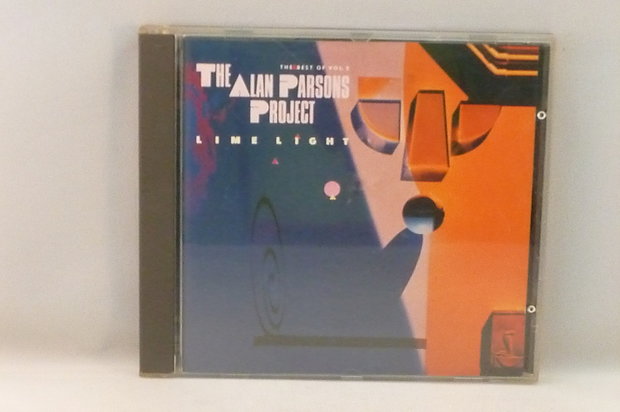 THE BEST OF VOL 2
THE ALAN PARSONS
PROJECT
LIME LIGHT